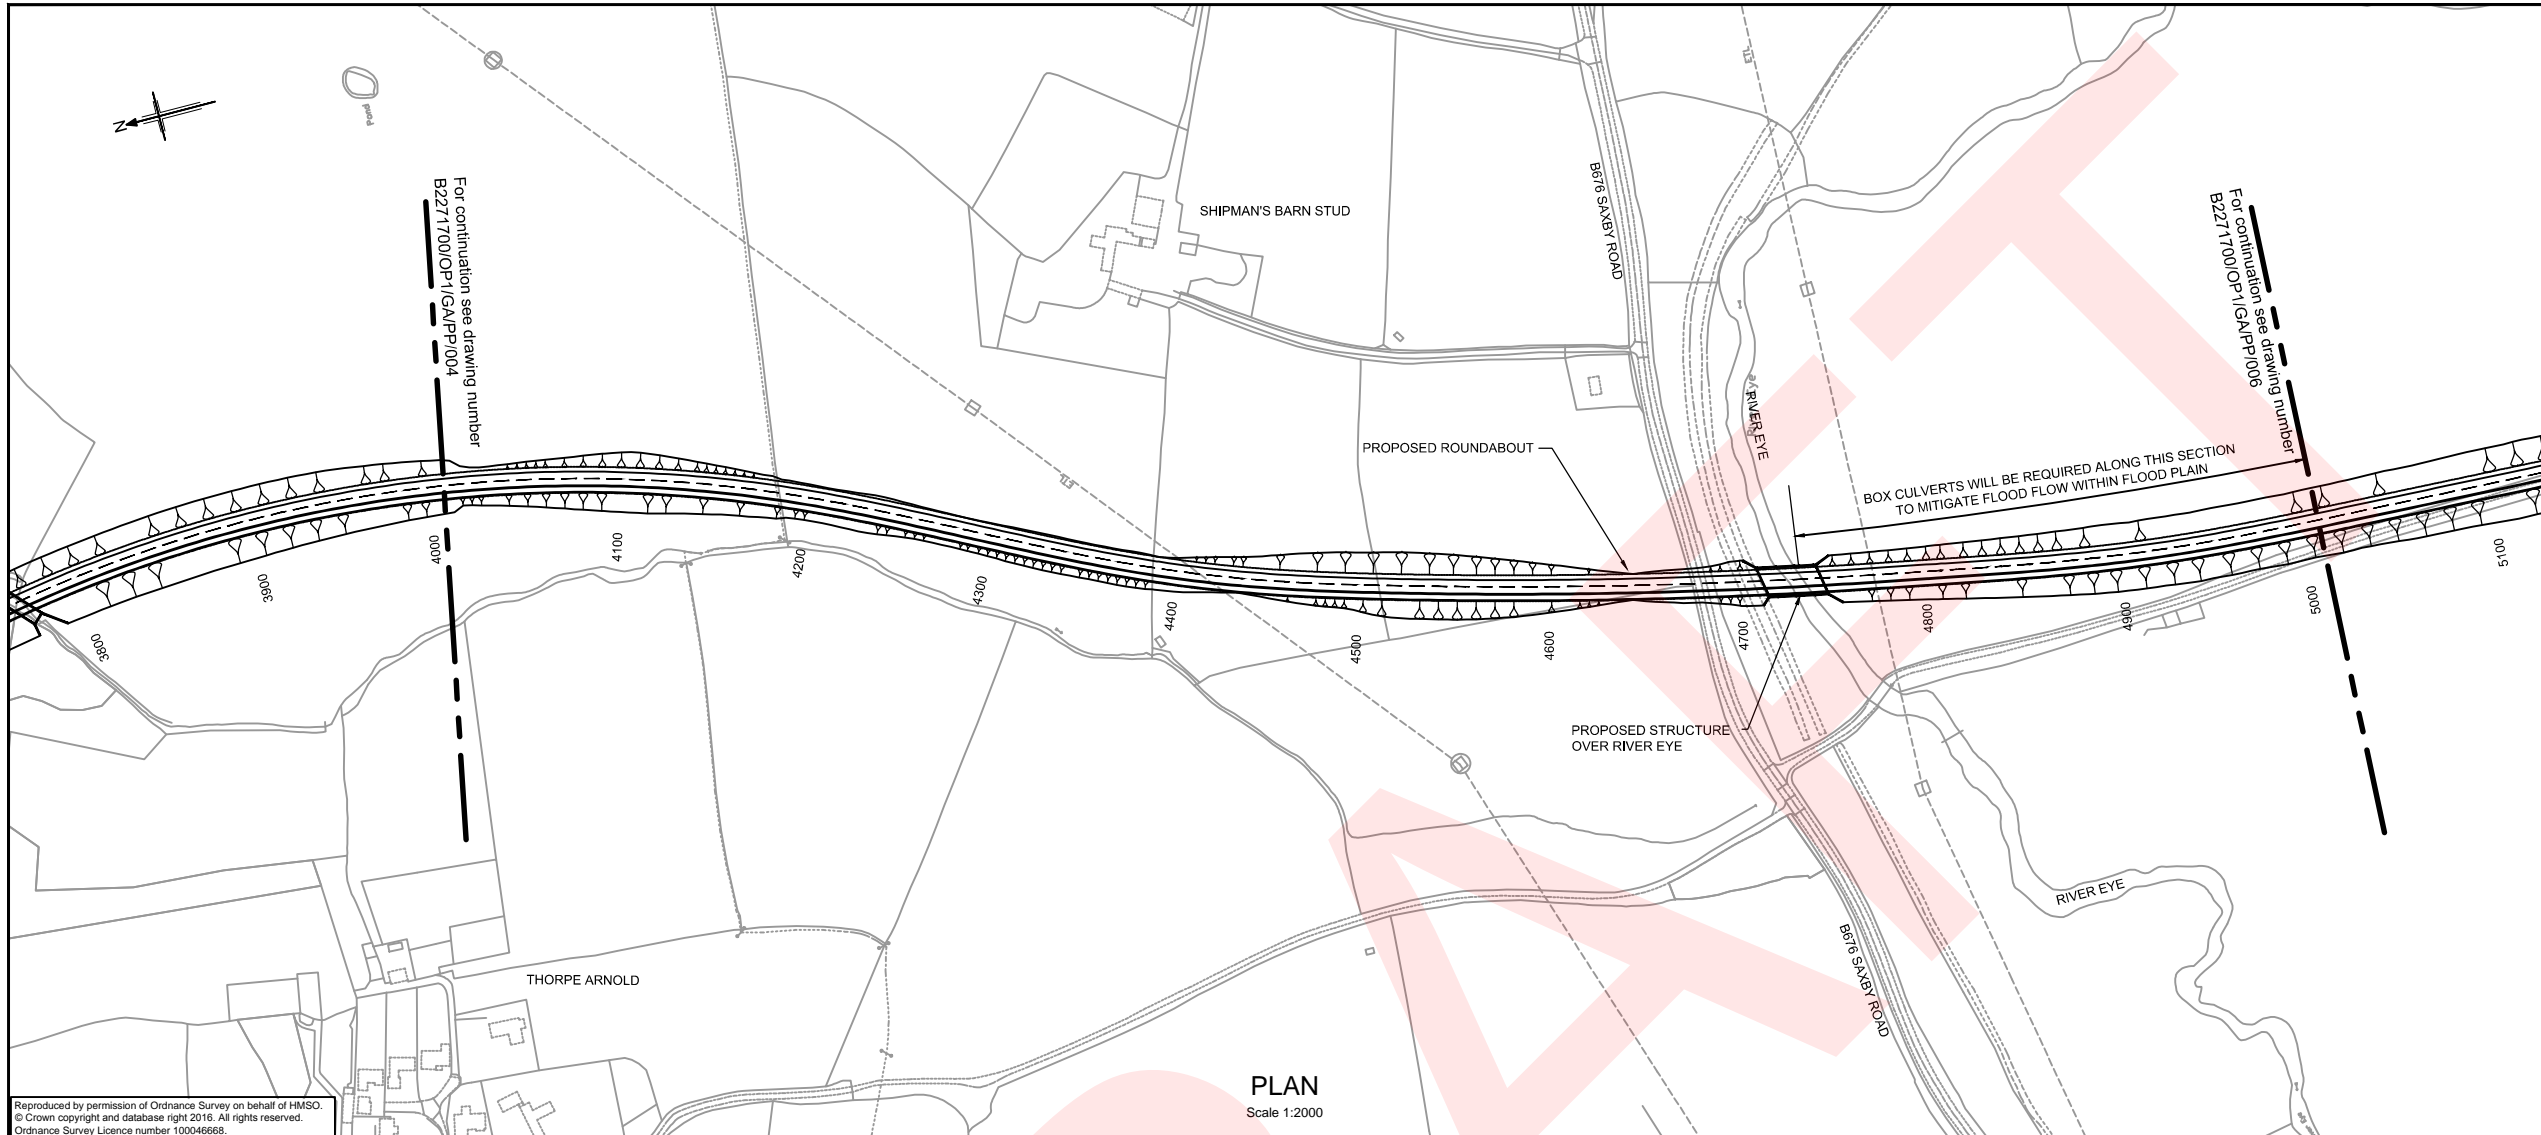 N
Pond
For continuation see drawing number
B2271700/OP1/GA/PP/004
SHIPMAN'S BARN STUD
B676 SAXBY ROAD
For continuation see drawing number
B2271700/OP1/GA/PP/006
RIVER EYE
PROPOSED ROUNDABOUT
BOX CULVERTS WILL BE REQUIRED ALONG THIS SECTION
TO MITIGATE FLOOD FLOW WITHIN FLOOD PLAIN
3800
3900
4000
4100
4200
4300
4400
4500
4600
4700
4800
4900
5000
5100
PROPOSED STRUCTURE
OVER RIVER EYE
RIVER EYE
B676 SAXBY ROAD
THORPE ARNOLD
PLAN
Scale 1:2000
Reproduced by permission of Ordnance Survey on behalf of HMSO.
© Crown copyright and database right 2016. All rights reserved.
Ordnance Survey Licence number 100046668.